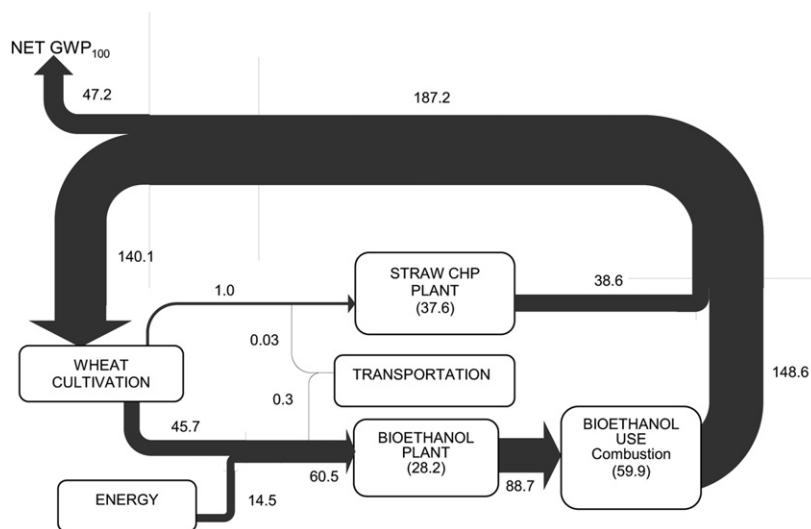 NET GWP100
47.2
187.2
140.1
STRAW CHP
PLANT
(37.6)
38.6
1.0
0.03
WHEAT
CULTIVATION
TRANSPORTATION
0.3
148.6
45.7
BIOETHANOL
PLANT
(28.2)
BIOETHANOL
USE
Combustion
(59.9)
60.5
88.7
ENERGY
14.5